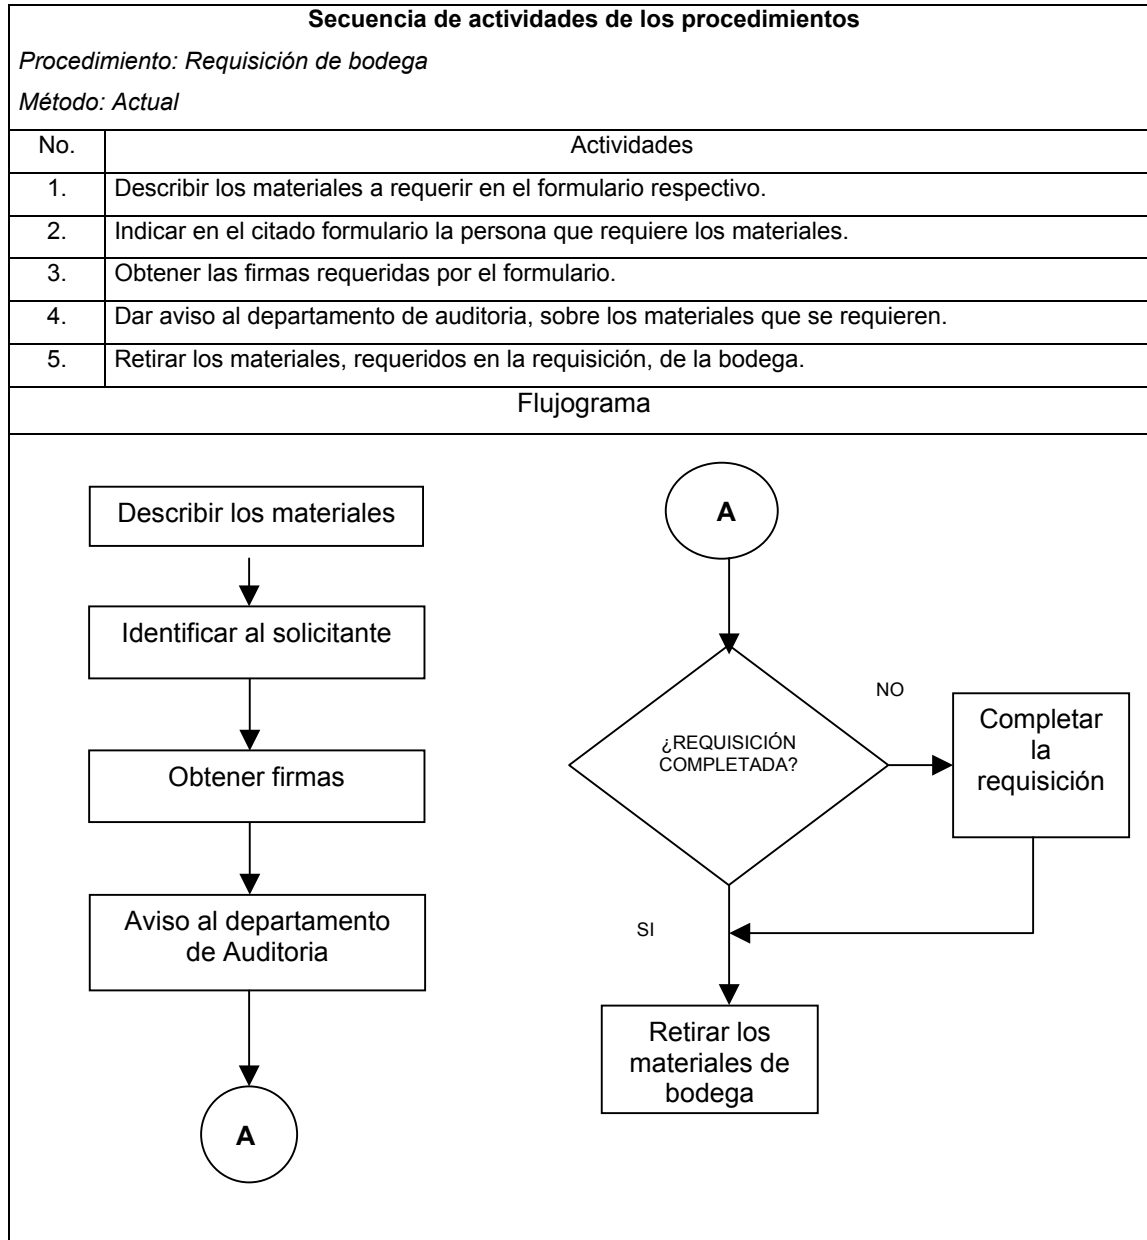 Secuencia de actividades de los procedimientos
Procedimiento: Requisición de bodega
Método: Actual
No. Actividades
1. Describir los materiales a requerir en el formulario respectivo.
2. Indicar en el citado formulario la persona que requiere los materiales.
3. Obtener las firmas requeridas por el formulario.
4. Dar aviso al departamento de auditoria, sobre los materiales que se requieren.
5. Retirar los materiales, requeridos en la requisición, de la bodega.
Flujograma
Describir los materiales
Identificar al solicitante
Obtener firmas
Aviso al departamento
de Auditoria
A
A
¿REQUISICIÓN
COMPLETADA?
NO
Completar
la
requisición
SI
Retirar los
materiales de
bodega